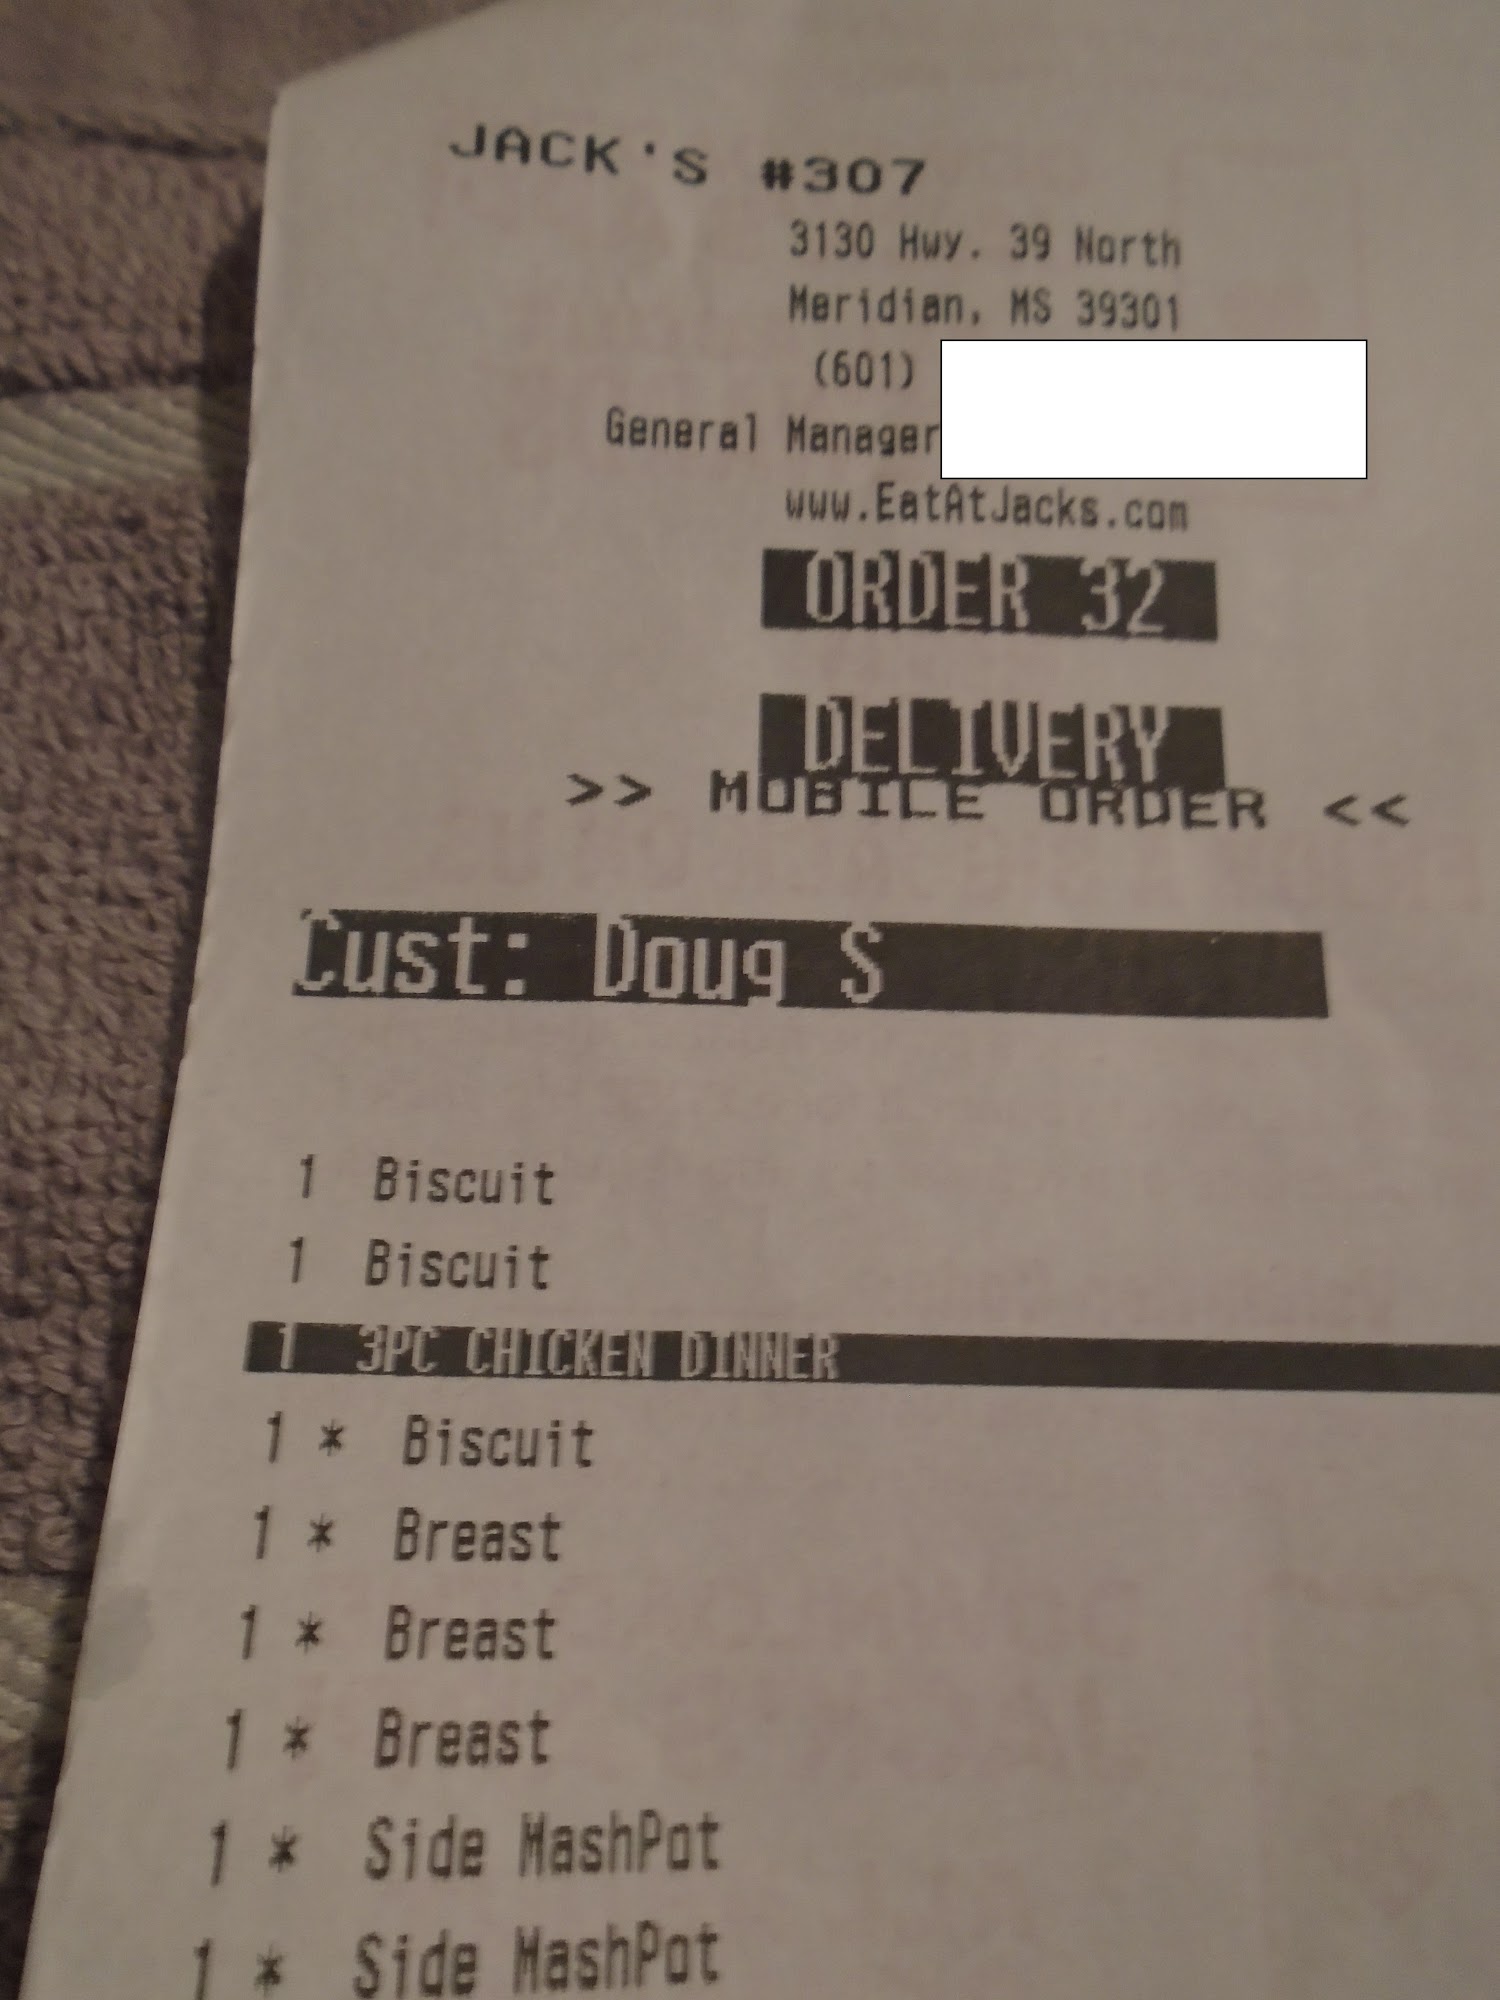 JACK'S #307
3130 Hwy. 39 North
Meridian, MS 39301
(601)
General Manager
www.EatAtJacks.com
ORDER 32
DELIVERY
>> MOBILE ORDER <<
Cust: Doug S
1 Biscuit
1 Biscuit
1 3PC CHICKEN DINNER
1 * Biscuit
1 * Breast
1 * Breast
1 * Breast
1 * Side MashPot
1 * Side MashPot